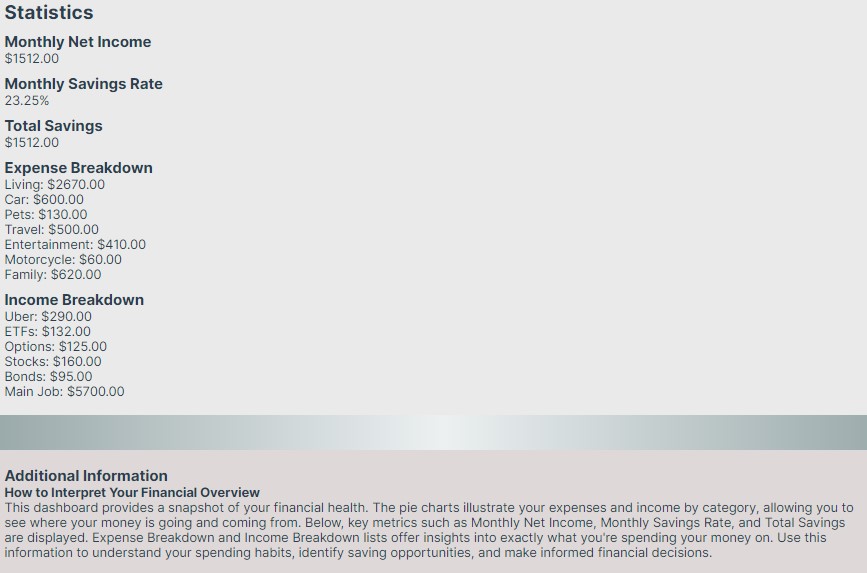 Statistics
Monthly Net Income
$1512.00
Monthly Savings Rate
23.25%
Total Savings
$1512.00
Expense Breakdown
Living: $2670.00
Car: $600.00
Pets: $130.00
Travel: $500.00
Entertainment: $410.00
Motorcycle: $60.00
Family: $620.00
Income Breakdown
Uber: $290.00
ETFs: $132.00
Options: $125.00
Stocks: $160.00
Bonds: $95.00
Main Job: $5700.00
Additional Information
How to Interpret Your Financial Overview
This dashboard provides a snapshot of your financial health. The pie charts illustrate your expenses and income by category, allowing you to
see where your money is going and coming from. Below, key metrics such as Monthly Net Income, Monthly Savings Rate, and Total Savings
are displayed. Expense Breakdown and Income Breakdown lists offer insights into exactly what you're spending your money on. Use this
information to understand your spending habits, identify saving opportunities, and make informed financial decisions.